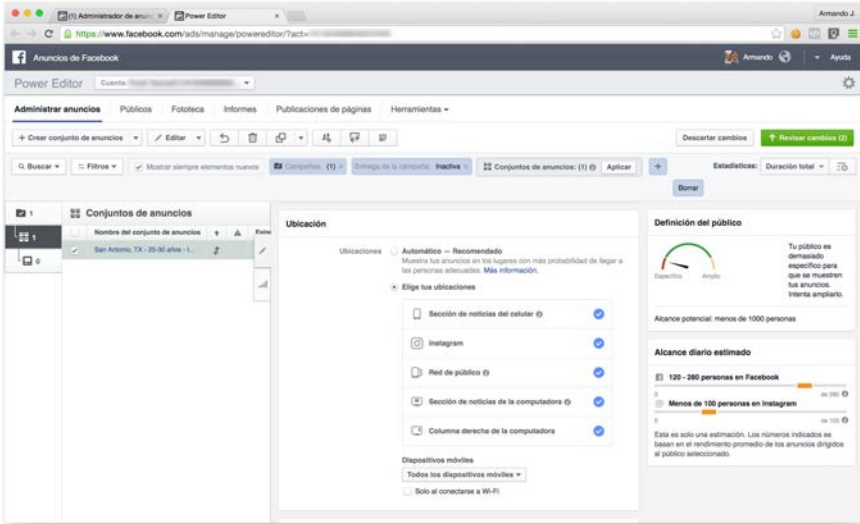 (1) Administrador de anunc
Power Editor
Armando J.
https://www.facebook.com/ads/manage/powereditor/?act=
Anuncios de Facebook
Armando
Ayuda
Power Editor
Cuenta:
Administrar anuncios
Públicos
Fototeca
Informes
Publicaciones de páginas
Herramientas
+ Crear conjunto de anuncios
Editar
Descartar cambios
Revisar cambios (2)
Buscar
Filtros
Mostrar siempre elementos nuevos
Campañas: (1)
Entrega de la campaña: Inactiva
Conjuntos de anuncios: (1)
Aplicar
+
Estadísticas:
Duración total
Borrar
1
Conjuntos de anuncios
1
Nombre del conjunto de anuncios
Estad
San Antonio, TX - 25-30 años - I...
Ubicación
Ubicaciones
Automático — Recomendado
Muestra tus anuncios en los lugares con más probabilidad de llegar a
las personas adecuadas. Más información.
Elige tus ubicaciones
Sección de noticias del celular
Instagram
Red de público
Sección de noticias de la computadora
Columna derecha de la computadora
Dispositivos móviles
Todos los dispositivos móviles
Solo al conectarse a Wi-Fi
Definición del público
Específico
Amplio
Tu público es
demasiado
específico para
que se muestren
tus anuncios.
Intenta ampliarlo.
Alcance potencial: menos de 1000 personas
Alcance diario estimado
120 - 280 personas en Facebook
0
de 280
Menos de 100 personas en Instagram
0
de 100
Esta es solo una estimación. Los números indicados se
basan en el rendimiento promedio de los anuncios dirigidos
al público seleccionado.